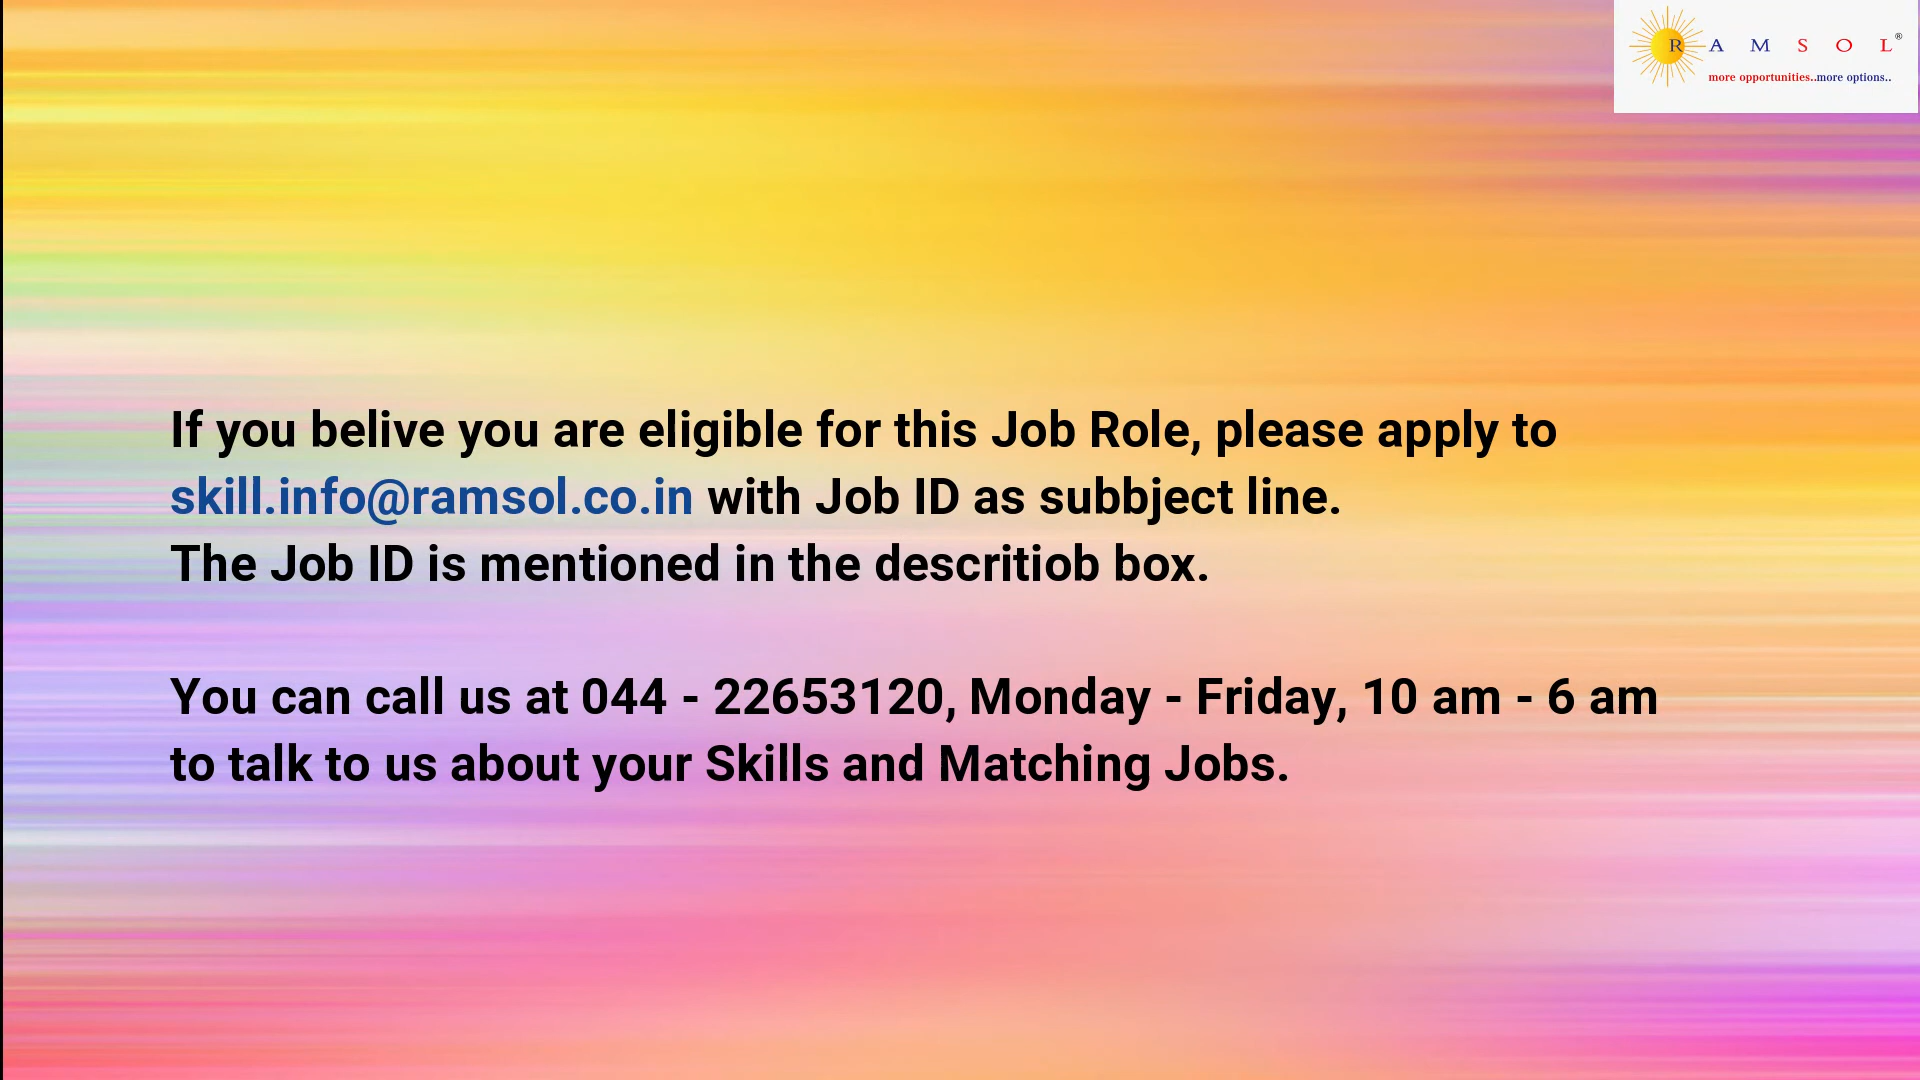 R A M S O L®
more opportunities..more options..
If you belive you are eligible for this Job Role, please apply to
skill.info@ramsol.co.in with Job ID as subbject line.
The Job ID is mentioned in the descritiob box.
You can call us at 044 - 22653120, Monday - Friday, 10 am - 6 am
to talk to us about your Skills and Matching Jobs.